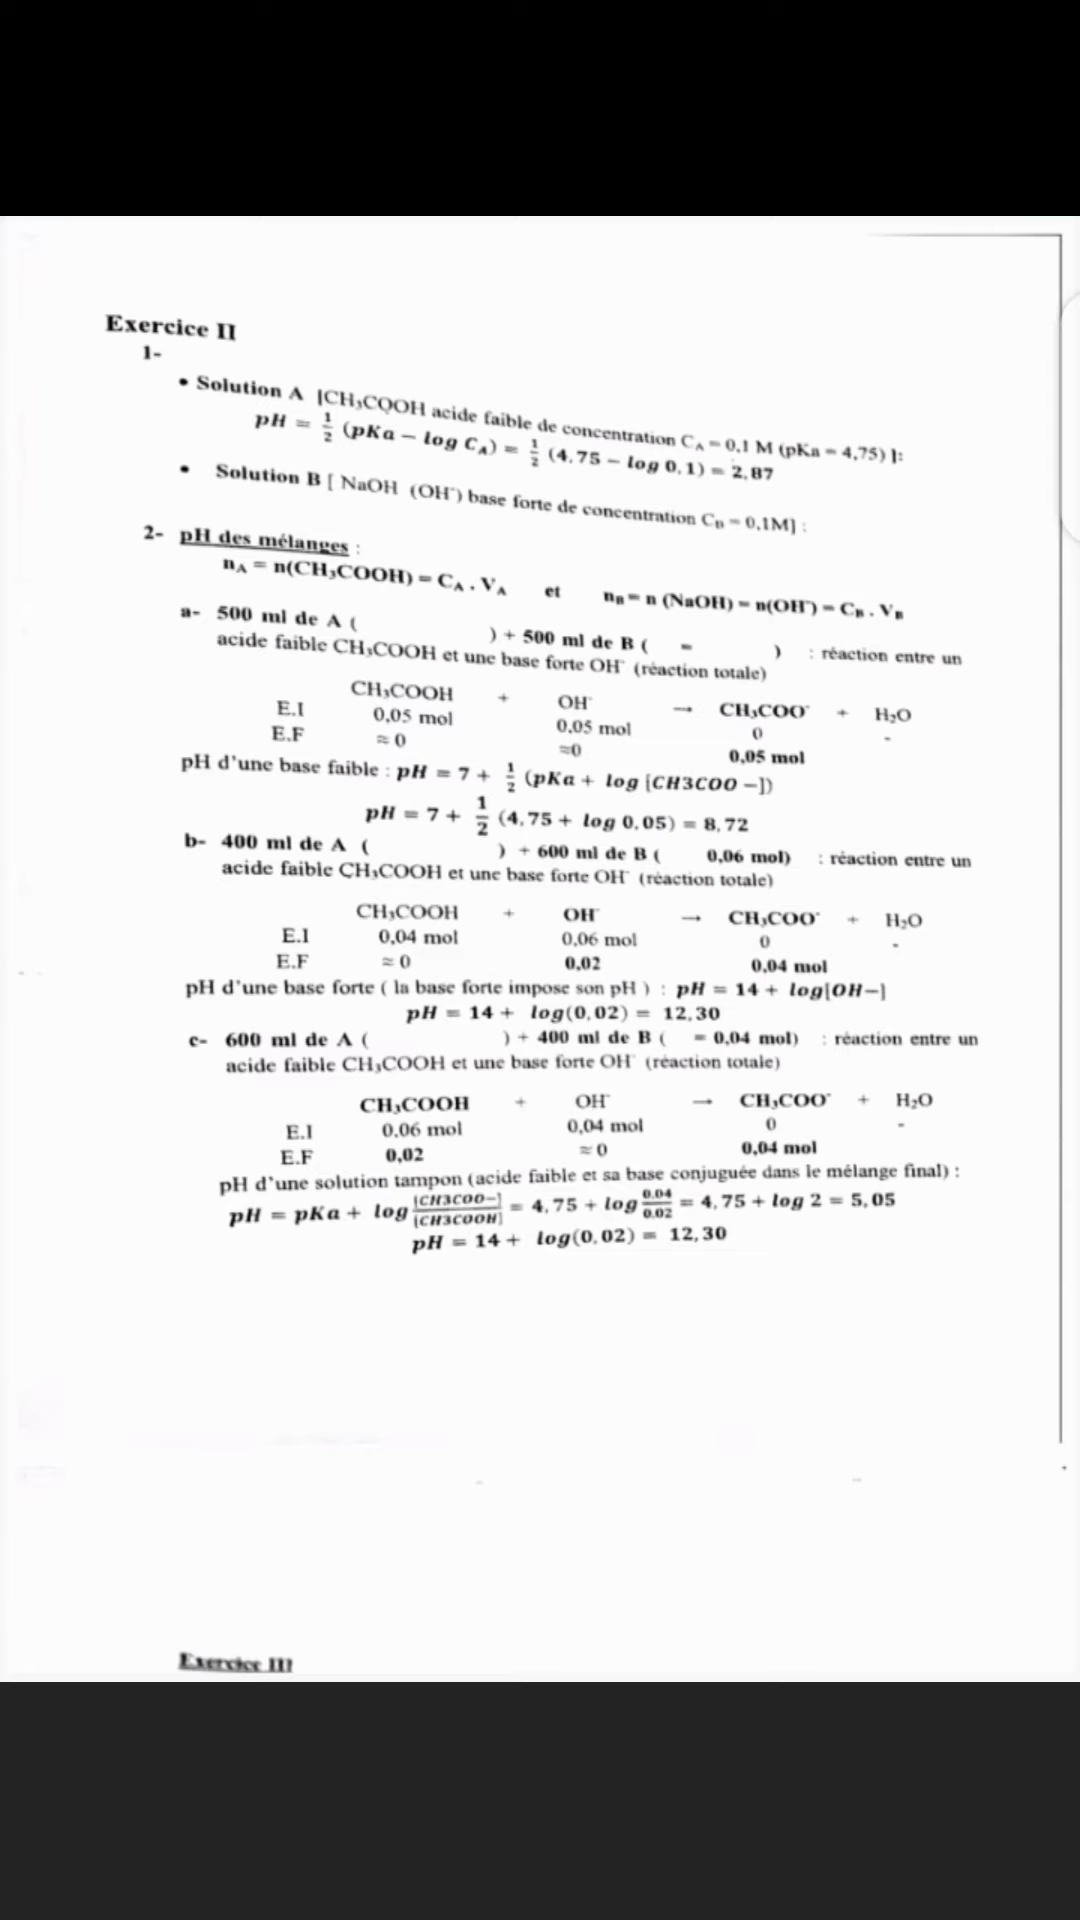 Exercice II
1-
• Solution A [CH₃COOH acide faible de concentration C_A = 0,1 M (pKa = 4,75) ]:
pH = 1/2 (pKa − log C_A) = 1/2 (4,75 − log 0,1) = 2,87
• Solution B [ NaOH (OH⁻) base forte de concentration C_B = 0,1M] :
2- pH des mélanges :
n_A = n(CH₃COOH) = C_A . V_A et n_B = n (NaOH) = n(OH⁻) = C_B . V_B
a- 500 ml de A ( ) + 500 ml de B ( = ) : réaction entre un
acide faible CH₃COOH et une base forte OH⁻ (réaction totale)
CH₃COOH + OH⁻ → CH₃COO⁻ + H₂O
E.I 0,05 mol 0,05 mol 0 -
E.F ≈ 0 ≈0 0,05 mol
pH d'une base faible : pH = 7 + 1/2 (pKa + log [CH3COO −])
pH = 7 + 1/2 (4,75 + log 0,05) = 8,72
b- 400 ml de A ( ) + 600 ml de B ( 0,06 mol) : réaction entre un
acide faible CH₃COOH et une base forte OH⁻ (réaction totale)
CH₃COOH + OH⁻ → CH₃COO⁻ + H₂O
E.I 0,04 mol 0,06 mol 0 -
E.F ≈ 0 0,02 0,04 mol
pH d'une base forte ( la base forte impose son pH ) : pH = 14 + log[OH−]
pH = 14 + log(0,02) = 12,30
c- 600 ml de A ( ) + 400 ml de B ( = 0,04 mol) : réaction entre un
acide faible CH₃COOH et une base forte OH⁻ (réaction totale)
CH₃COOH + OH⁻ → CH₃COO⁻ + H₂O
E.I 0,06 mol 0,04 mol 0 -
E.F 0,02 ≈ 0 0,04 mol
pH d'une solution tampon (acide faible et sa base conjuguée dans le mélange final) :
pH = pKa + log [CH3COO−]/[CH3COOH] = 4,75 + log 0.04/0.02 = 4,75 + log 2 = 5,05
pH = 14 + log(0,02) = 12,30
Exercice III